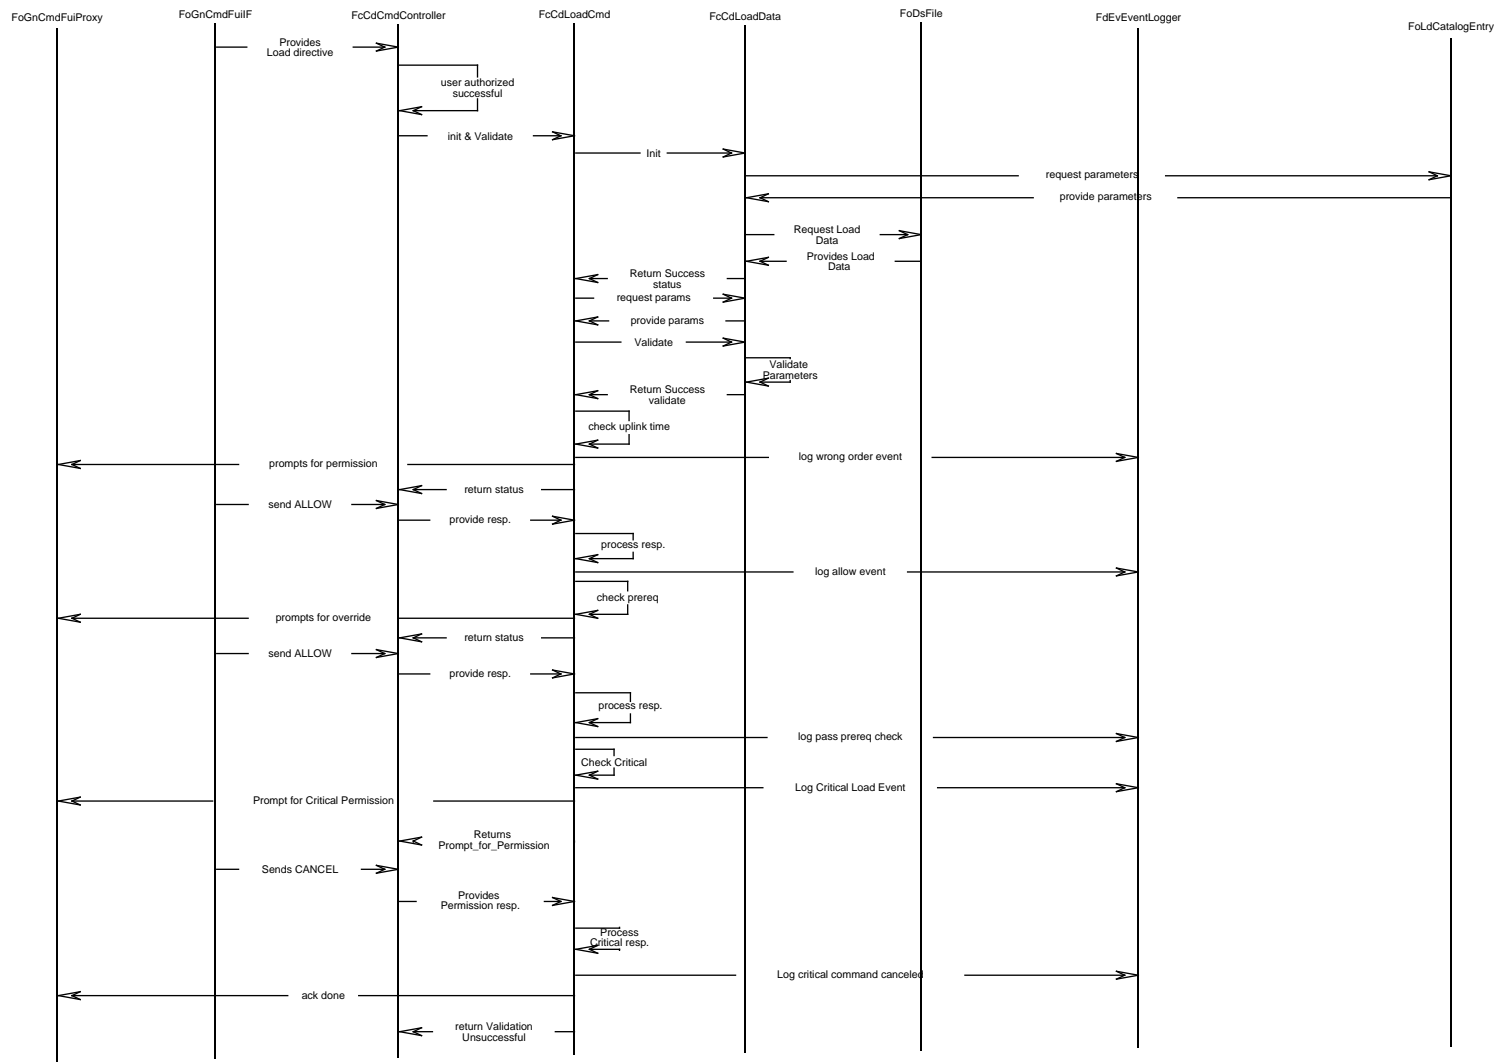 FoGnCmdFuiProxy
FoGnCmdFuiIF
FcCdCmdController
FcCdLoadCmd
FcCdLoadData
FoDsFile
FdEvEventLogger
FoLdCatalogEntry
Provides
Load directive
user authorized
successful
init & Validate
Init
request parameters
provide parameters
Request Load
Data
Provides Load
Data
Return Success
status
request params
provide params
Validate
Validate
Parameters
Return Success
validate
check uplink time
log wrong order event
prompts for permission
return status
send ALLOW
provide resp.
process resp.
log allow event
check prereq
prompts for override
return status
send ALLOW
provide resp.
process resp.
log pass prereq check
Check Critical
Log Critical Load Event
Prompt for Critical Permission
Returns
Prompt_for_Permission
Sends CANCEL
Provides
Permission resp.
Process
Critical resp.
Log critical command canceled
ack done
return Validation
Unsuccessful